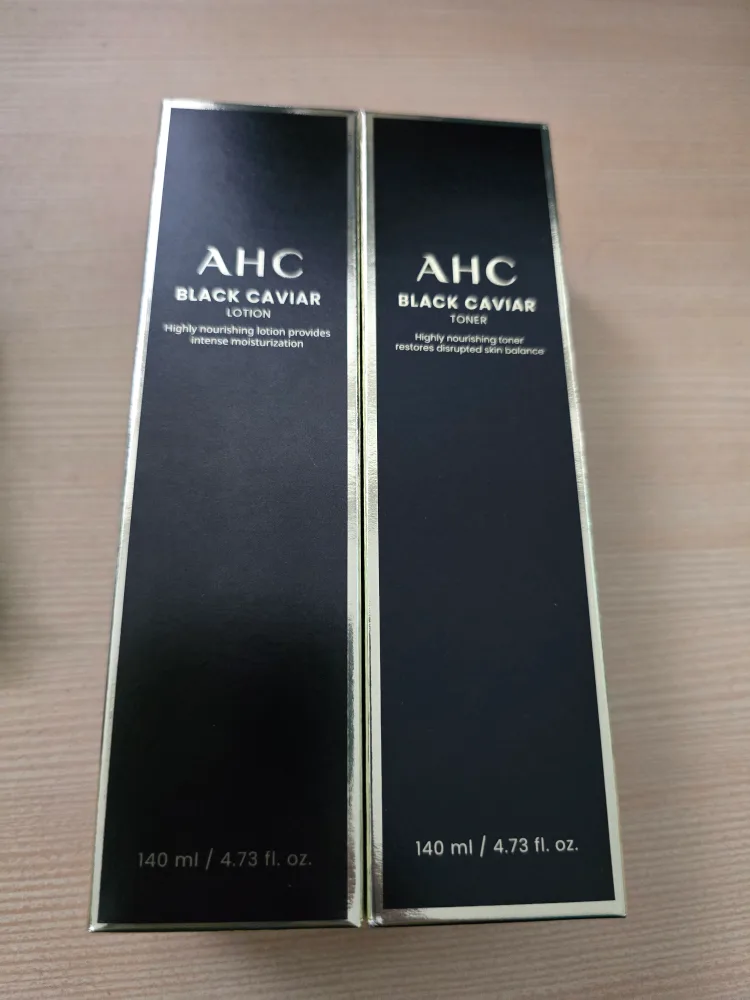 AHC
BLACK CAVIAR
LOTION
Highly nourishing lotion provides
intense moisturization
140 ml / 4.73 fl. oz.
AHC
BLACK CAVIAR
TONER
Highly nourishing toner
restores disrupted skin balance
140 ml / 4.73 fl. oz.